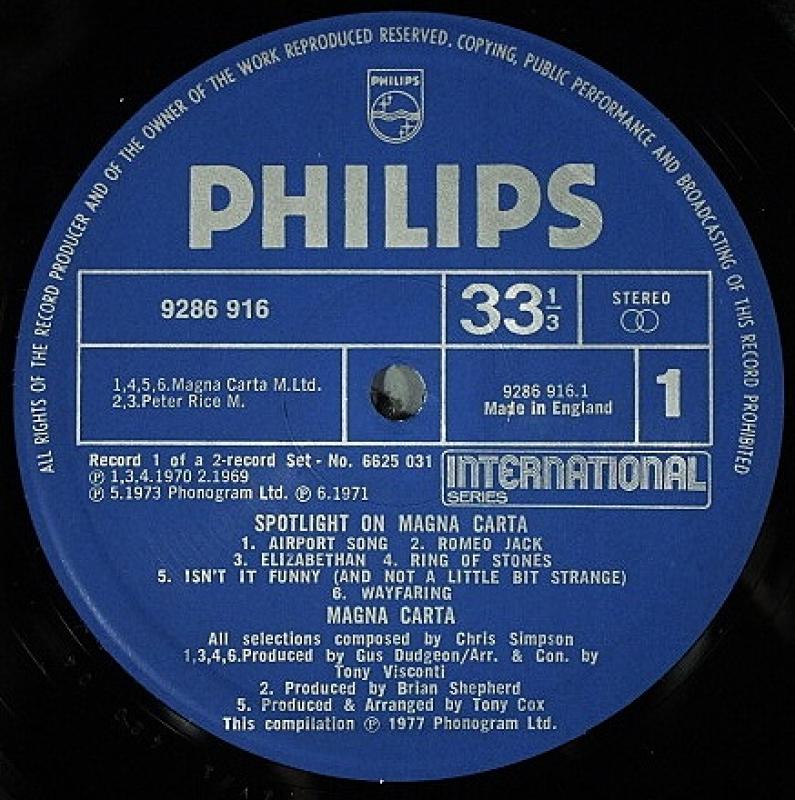 ALL RIGHTS OF THE RECORD PRODUCER AND OF THE OWNER OF THE WORK REPRODUCED RESERVED. COPYING, PUBLIC PERFORMANCE AND BROADCASTING OF THIS RECORD PROHIBITED
PHILIPS
PHILIPS
9286 916
33 1/3
STEREO
1,4,5,6.Magna Carta M.Ltd.
2,3.Peter Rice M.
9286 916.1
Made in England
1
Record 1 of a 2-record Set - No. 6625 031
℗ 1,3,4.1970 2.1969
℗ 5.1973 Phonogram Ltd. ℗ 6.1971
INTERNATIONAL
SERIES
SPOTLIGHT ON MAGNA CARTA
1. AIRPORT SONG 2. ROMEO JACK
3. ELIZABETHAN 4. RING OF STONES
5. ISN'T IT FUNNY (AND NOT A LITTLE BIT STRANGE)
6. WAYFARING
MAGNA CARTA
All selections composed by Chris Simpson
1,3,4,6.Produced by Gus Dudgeon/Arr. & Con. by
Tony Visconti
2. Produced by Brian Shepherd
5. Produced & Arranged by Tony Cox
This compilation ℗ 1977 Phonogram Ltd.